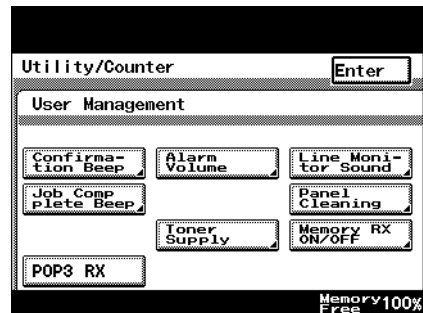 Utility/Counter
Enter
User Management
Confirma-
tion Beep
Alarm
Volume
Line Moni-
tor Sound
Job Comp
plete Beep
Panel
Cleaning
Toner
Supply
Memory RX
ON/OFF
POP3 RX
Memory
Free
100%